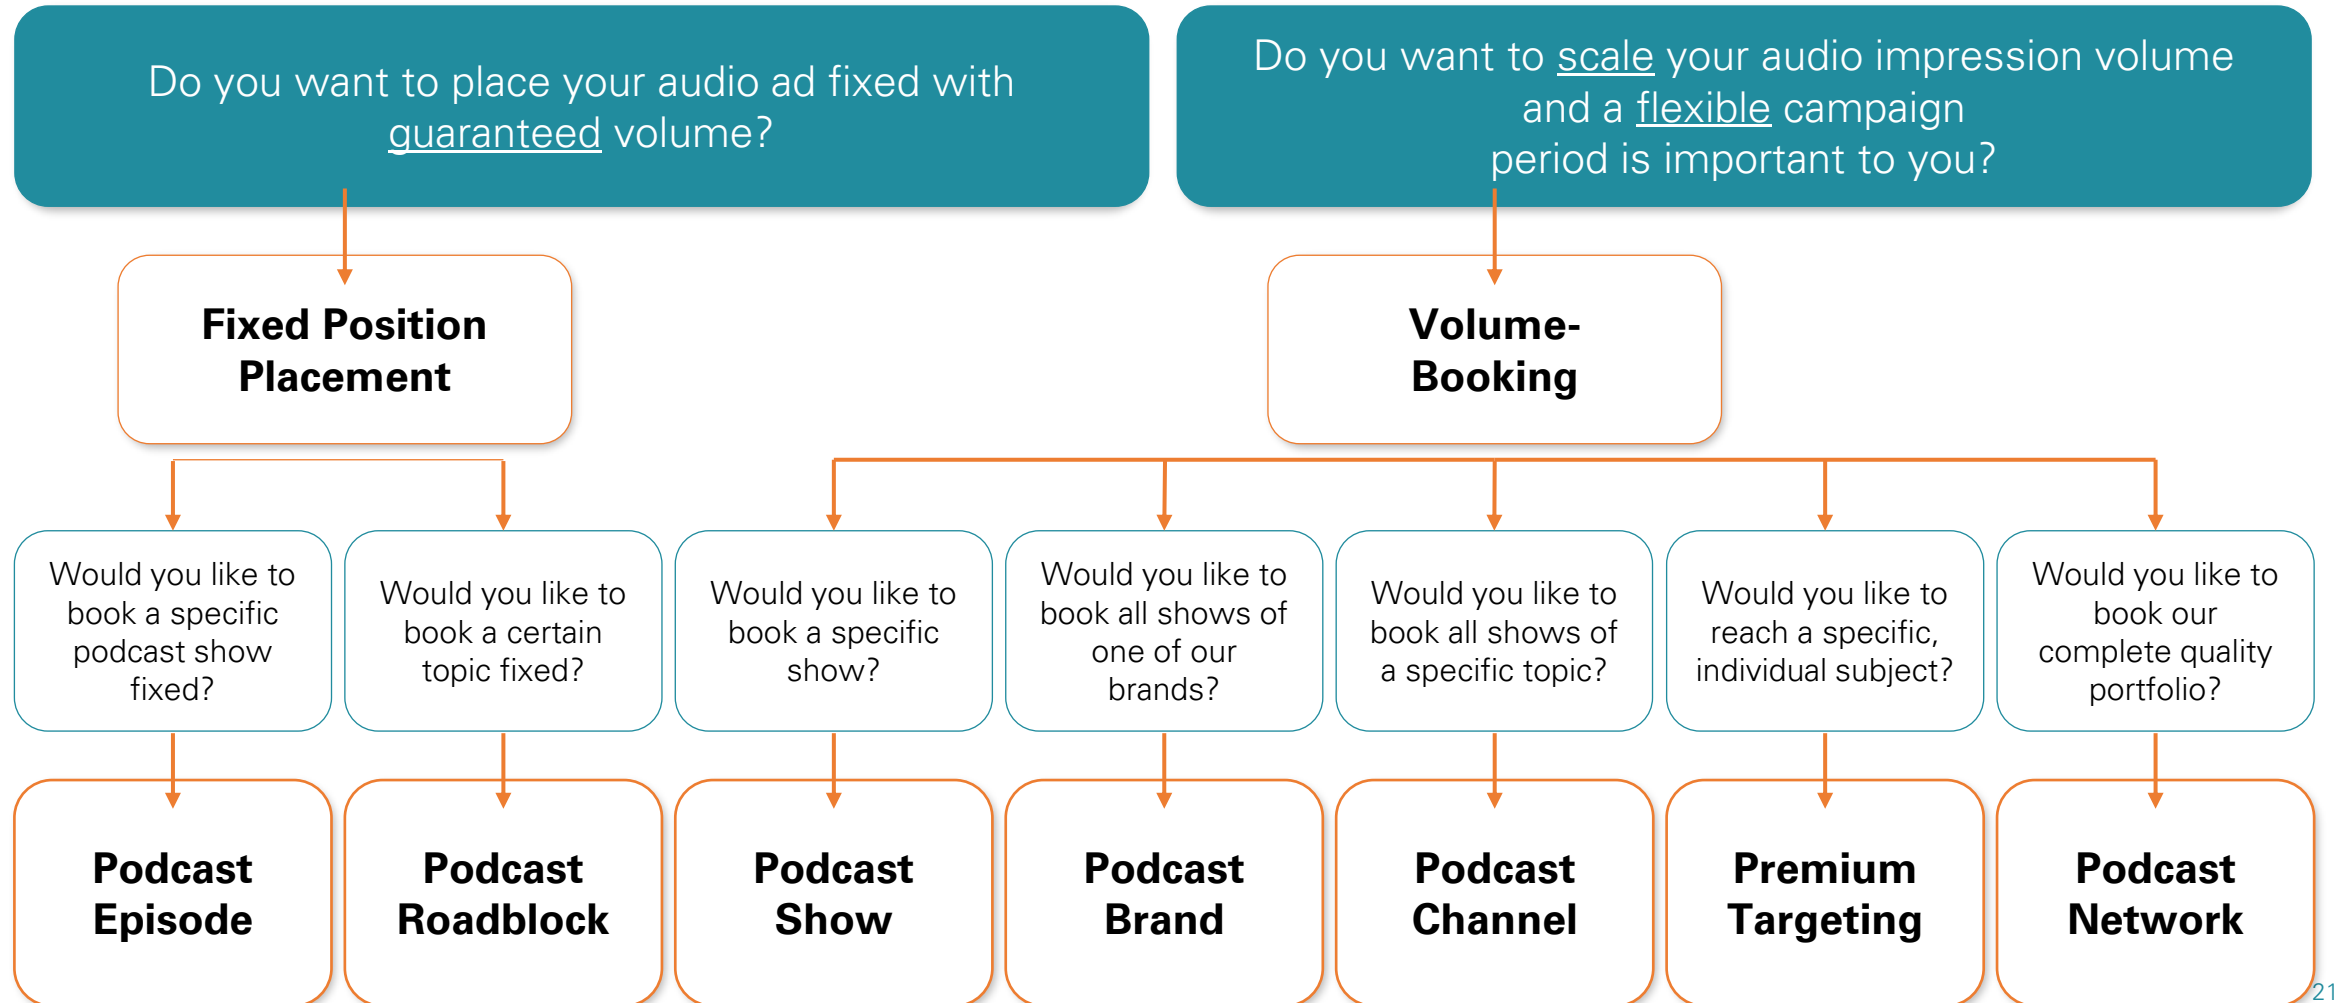 Do you want to place your audio ad fixed with
guaranteed volume?
Do you want to scale your audio impression volume
and a flexible campaign
period is important to you?
Fixed Position
Placement
Volume-
Booking
Would you like to
book a specific
podcast show
fixed?
Would you like to
book a certain
topic fixed?
Would you like to
book a specific
show?
Would you like to
book all shows of
one of our
brands?
Would you like to
book all shows of
a specific topic?
Would you like to
reach a specific,
individual subject?
Would you like to
book our
complete quality
portfolio?
Podcast
Episode
Podcast
Roadblock
Podcast
Show
Podcast
Brand
Podcast
Channel
Premium
Targeting
Podcast
Network
21